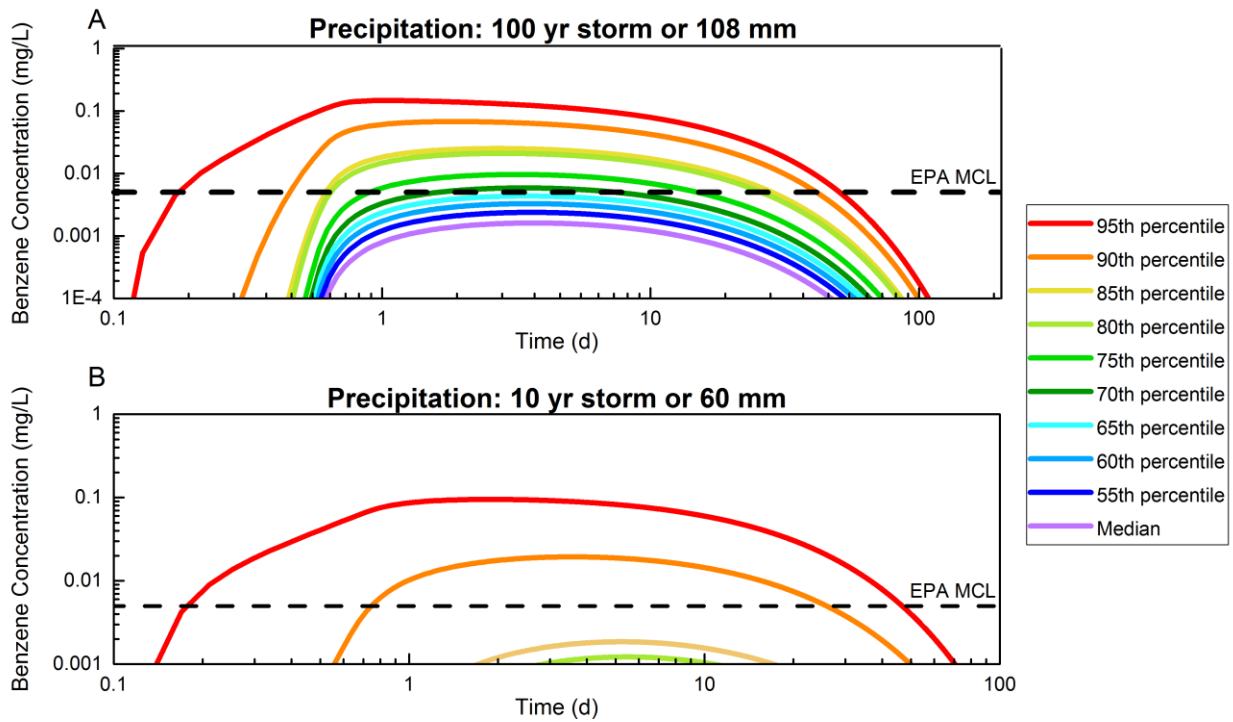 A
Precipitation: 100 yr storm or 108 mm
Benzene Concentration (mg/L)
1
0.1
0.01
0.001
1E-4
EPA MCL
0.1
1
10
100
Time (d)
B
Precipitation: 10 yr storm or 60 mm
Benzene Concentration (mg/L)
1
0.1
0.01
0.001
EPA MCL
0.1
1
10
100
Time (d)
95th percentile
90th percentile
85th percentile
80th percentile
75th percentile
70th percentile
65th percentile
60th percentile
55th percentile
Median